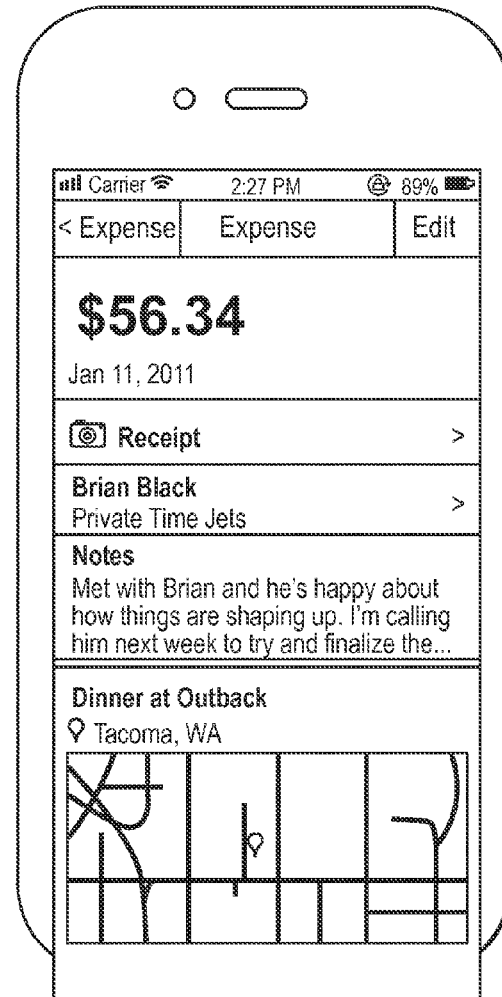 Carrier 2:27 PM 89%
< Expense Expense Edit
$56.34
Jan 11, 2011
Receipt >
Brian Black >
Private Time Jets
Notes
Met with Brian and he's happy about
how things are shaping up. I'm calling
him next week to try and finalize the...
Dinner at Outback
Tacoma, WA